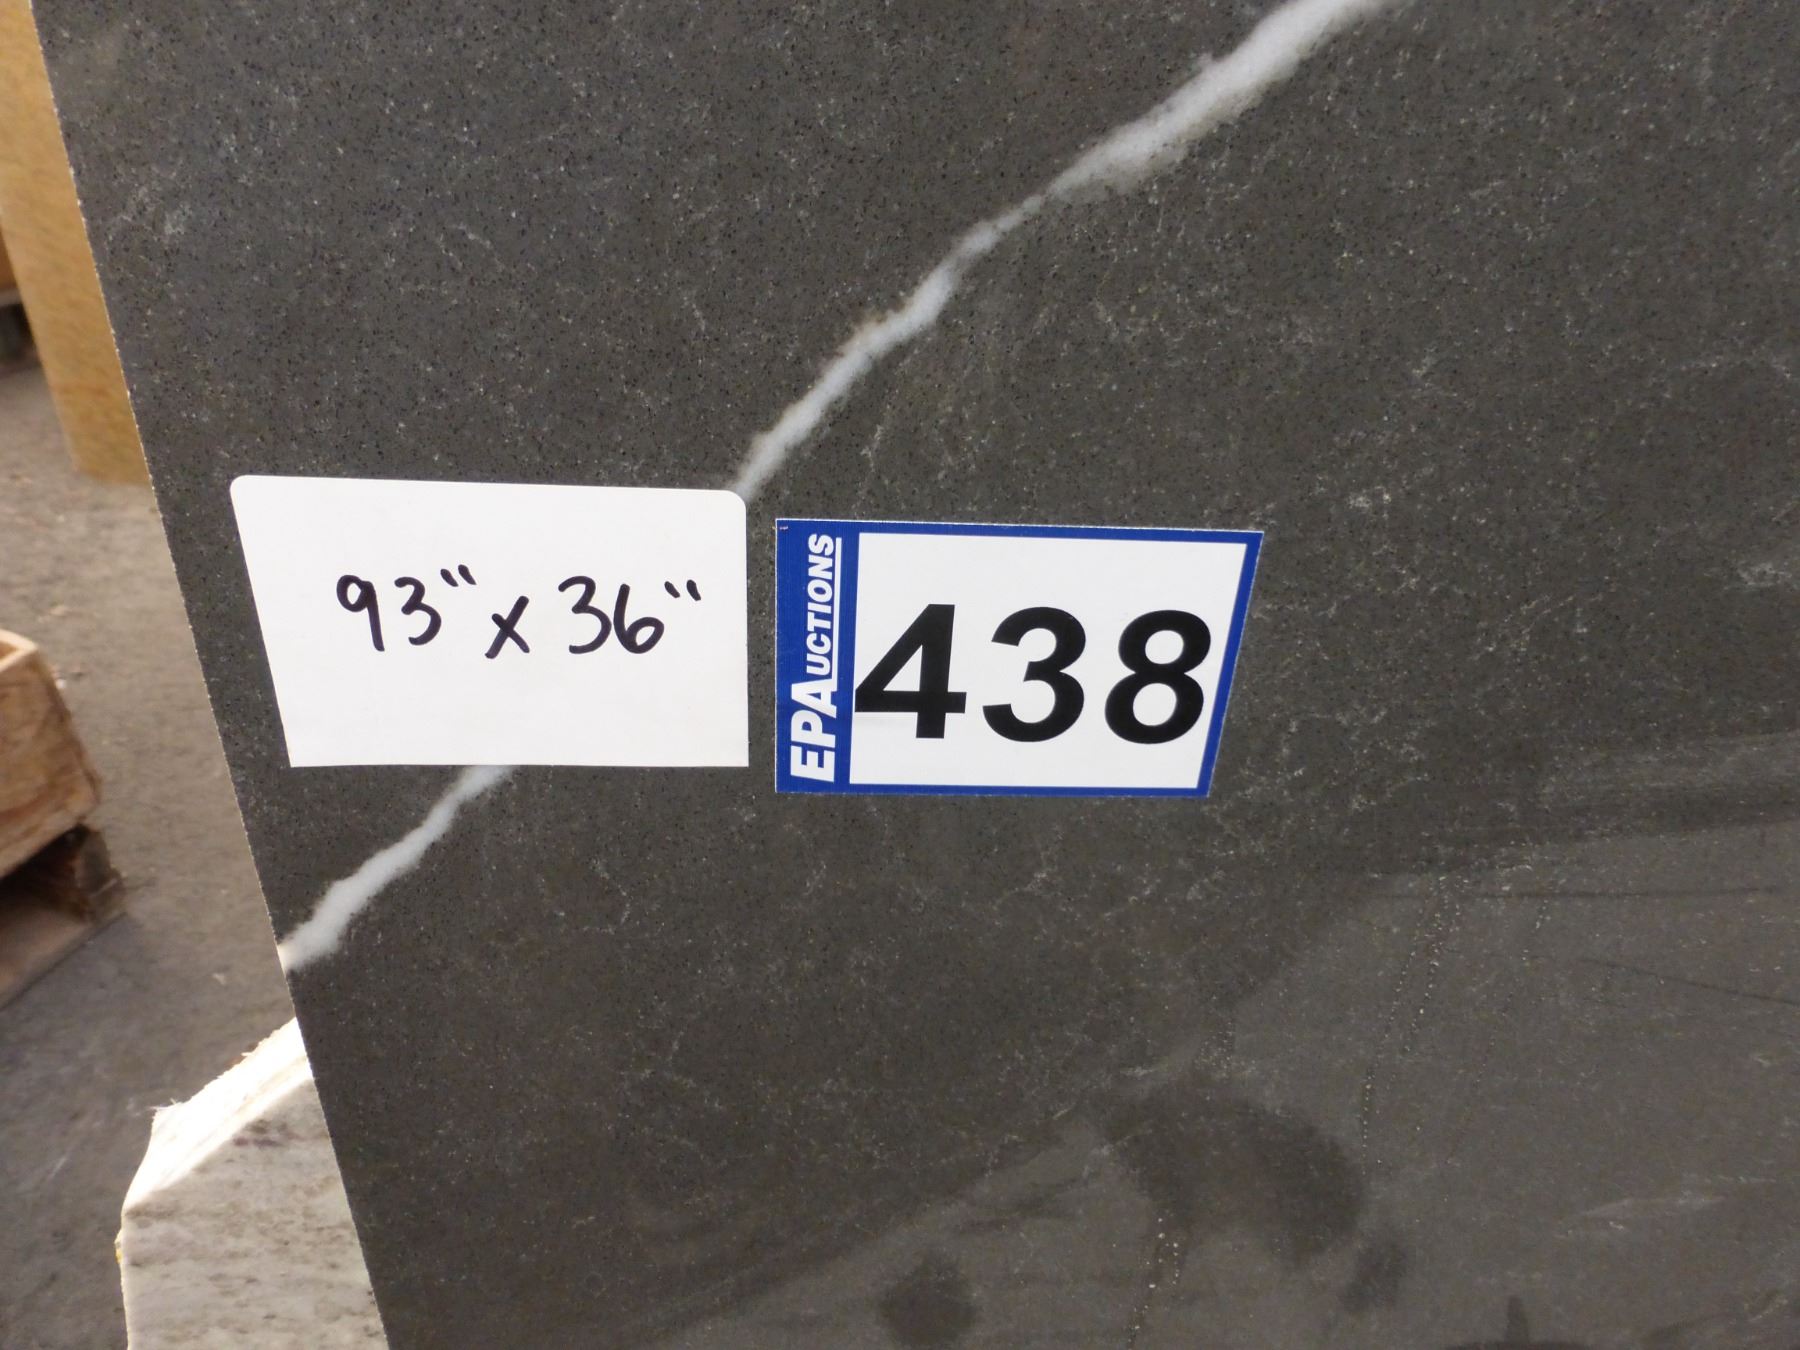 93" x 36"
EPAUCTIONS
438